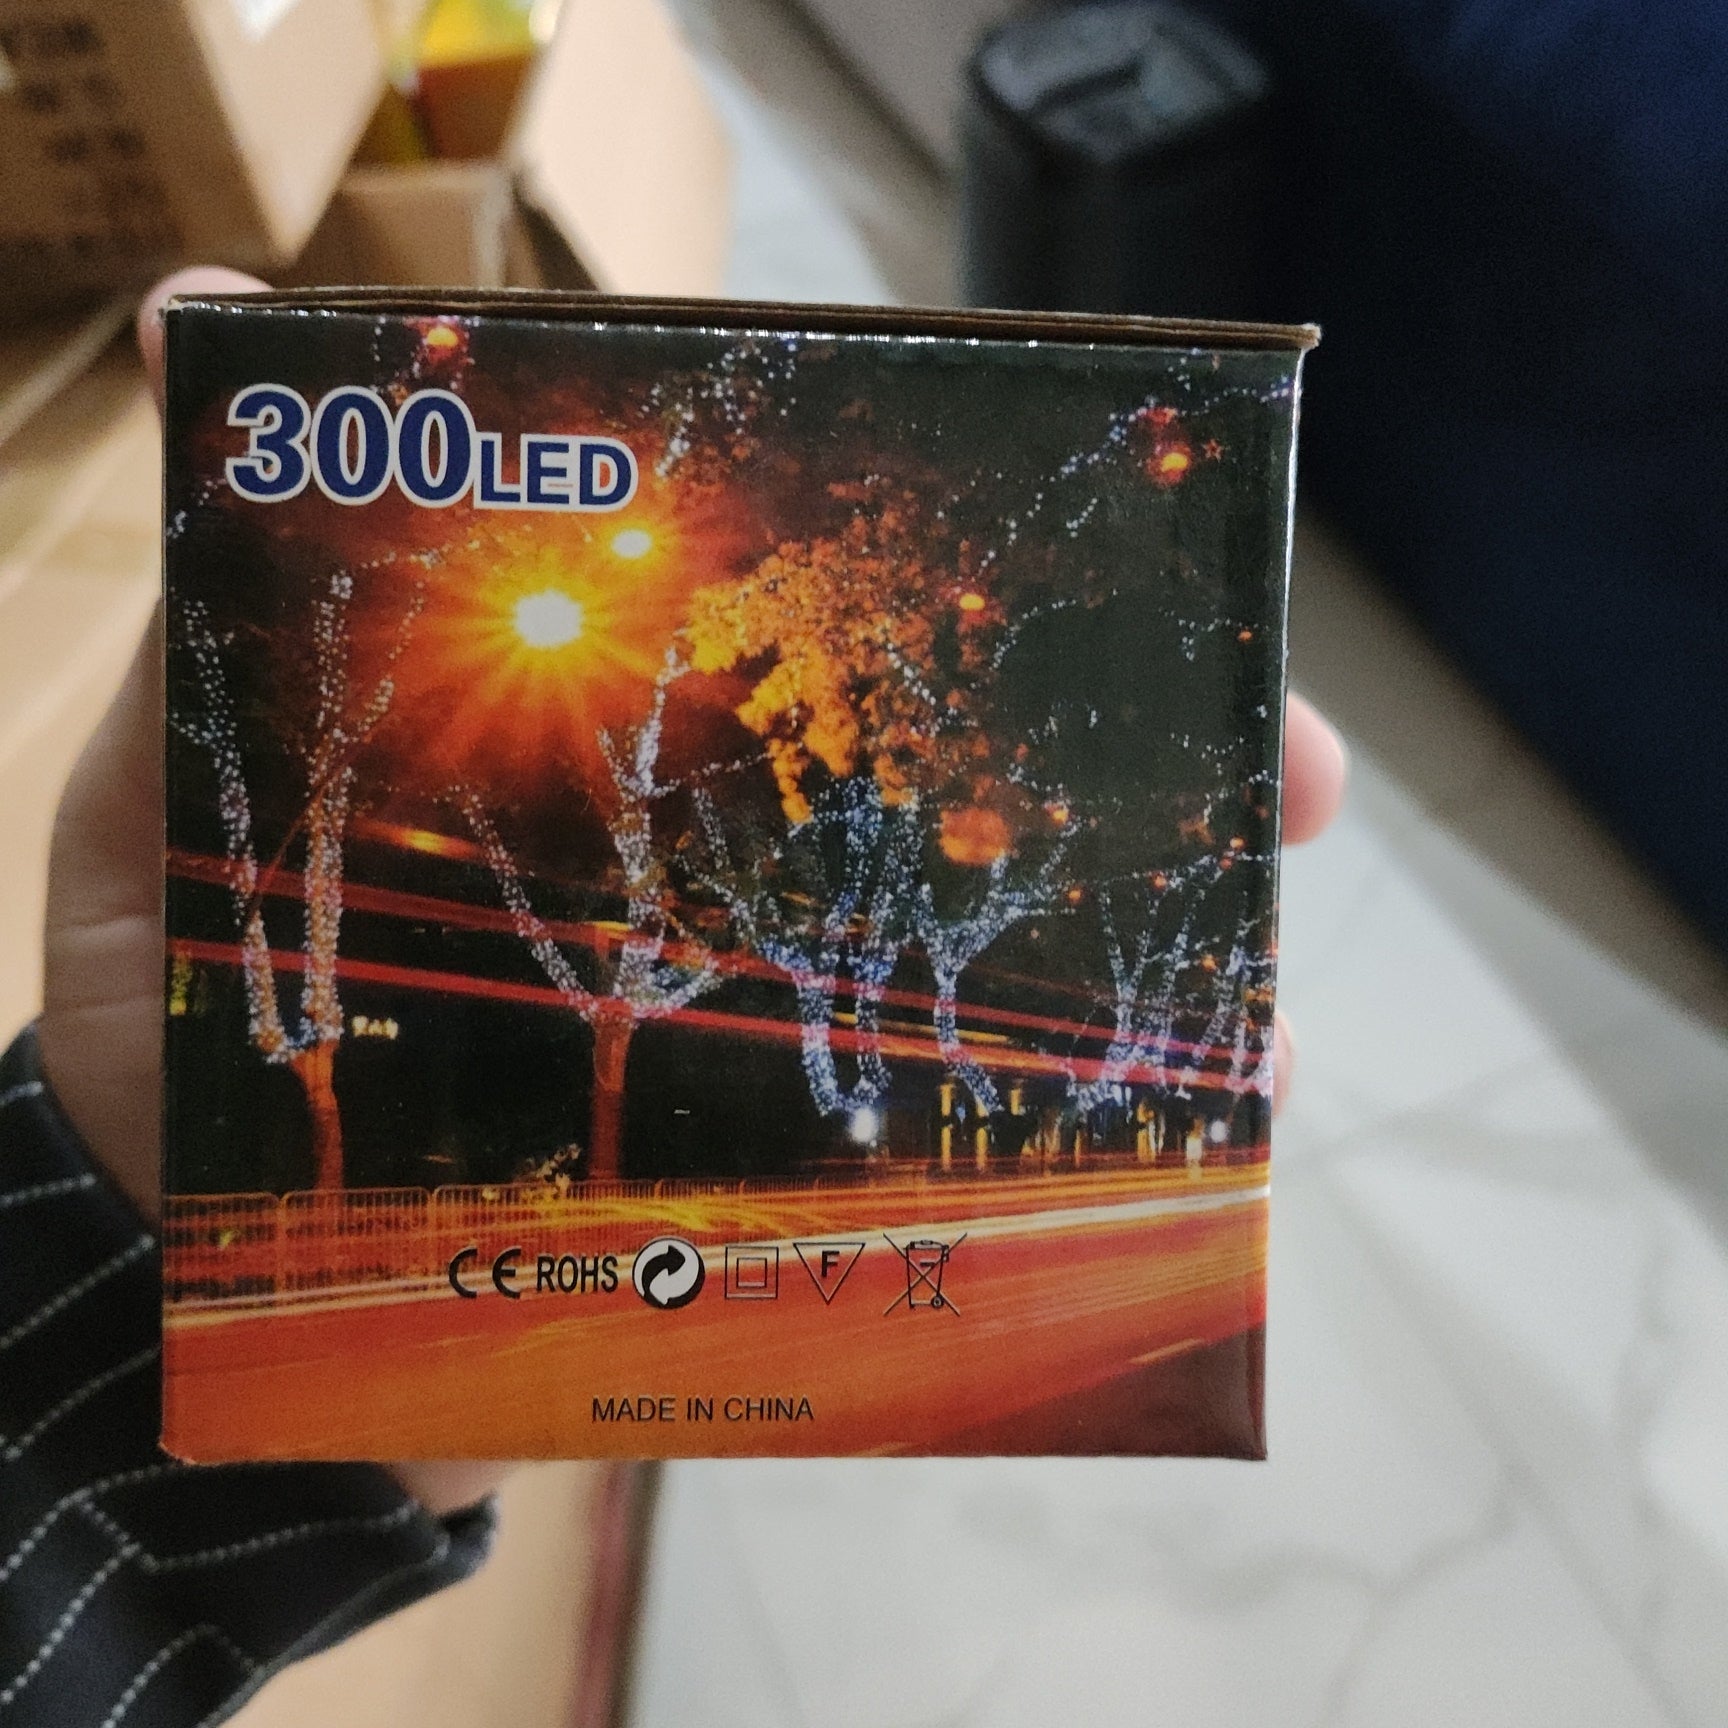 300LED
CE ROHS F
MADE IN CHINA